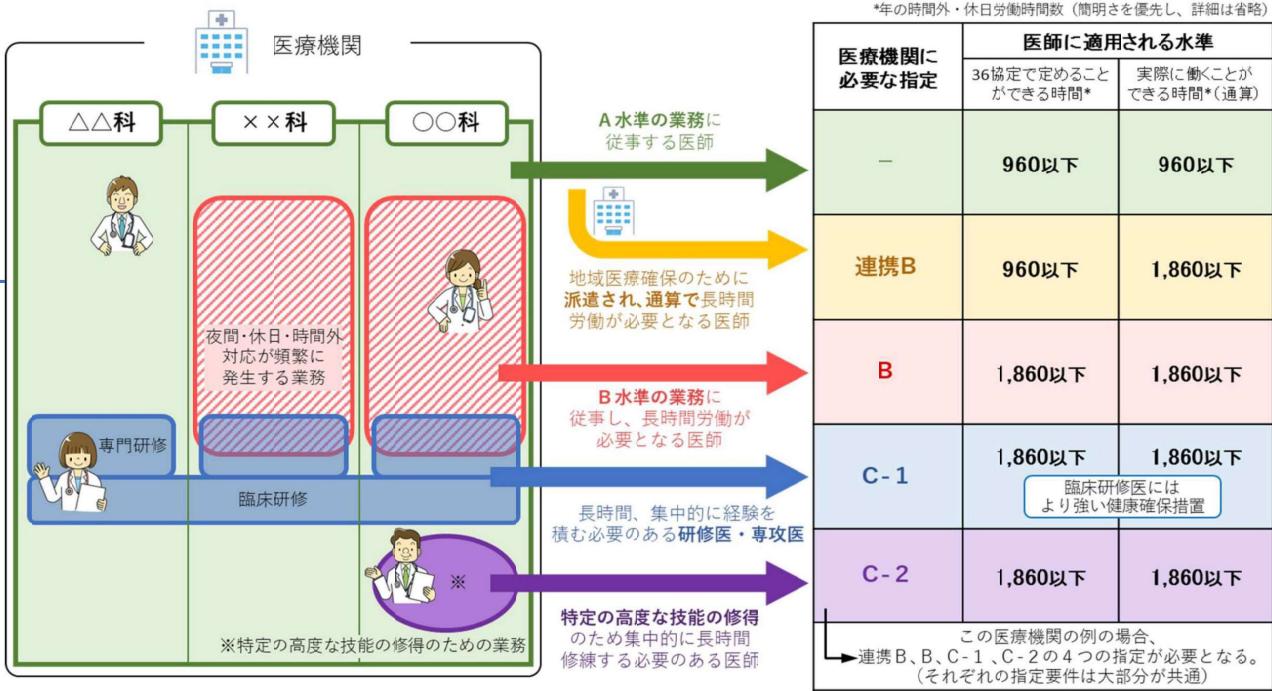 *年の時間外・休日労働時間数（簡明さを優先し、詳細は省略）
医療機関
△△科
××科
○○科
夜間・休日・時間外
対応が頻繁に
発生する業務
専門研修
臨床研修
※
※特定の高度な技能の修得のための業務
A水準の業務に
従事する医師
地域医療確保のために
派遣され、通算で長時間
労働が必要となる医師
B水準の業務に
従事し、長時間労働が
必要となる医師
長時間、集中的に経験を
積む必要のある研修医・専攻医
特定の高度な技能の修得
のため集中的に長時間
修練する必要のある医師
医療機関に
必要な指定
医師に適用される水準
36協定で定めること
ができる時間*
実際に働くことが
できる時間*(通算)
－
960以下
960以下
連携B
960以下
1,860以下
B
1,860以下
1,860以下
C-1
1,860以下
1,860以下
臨床研修医には
より強い健康確保措置
C-2
1,860以下
1,860以下
この医療機関の例の場合、
連携B、B、C-1、C-2の4つの指定が必要となる。
（それぞれの指定要件は大部分が共通）